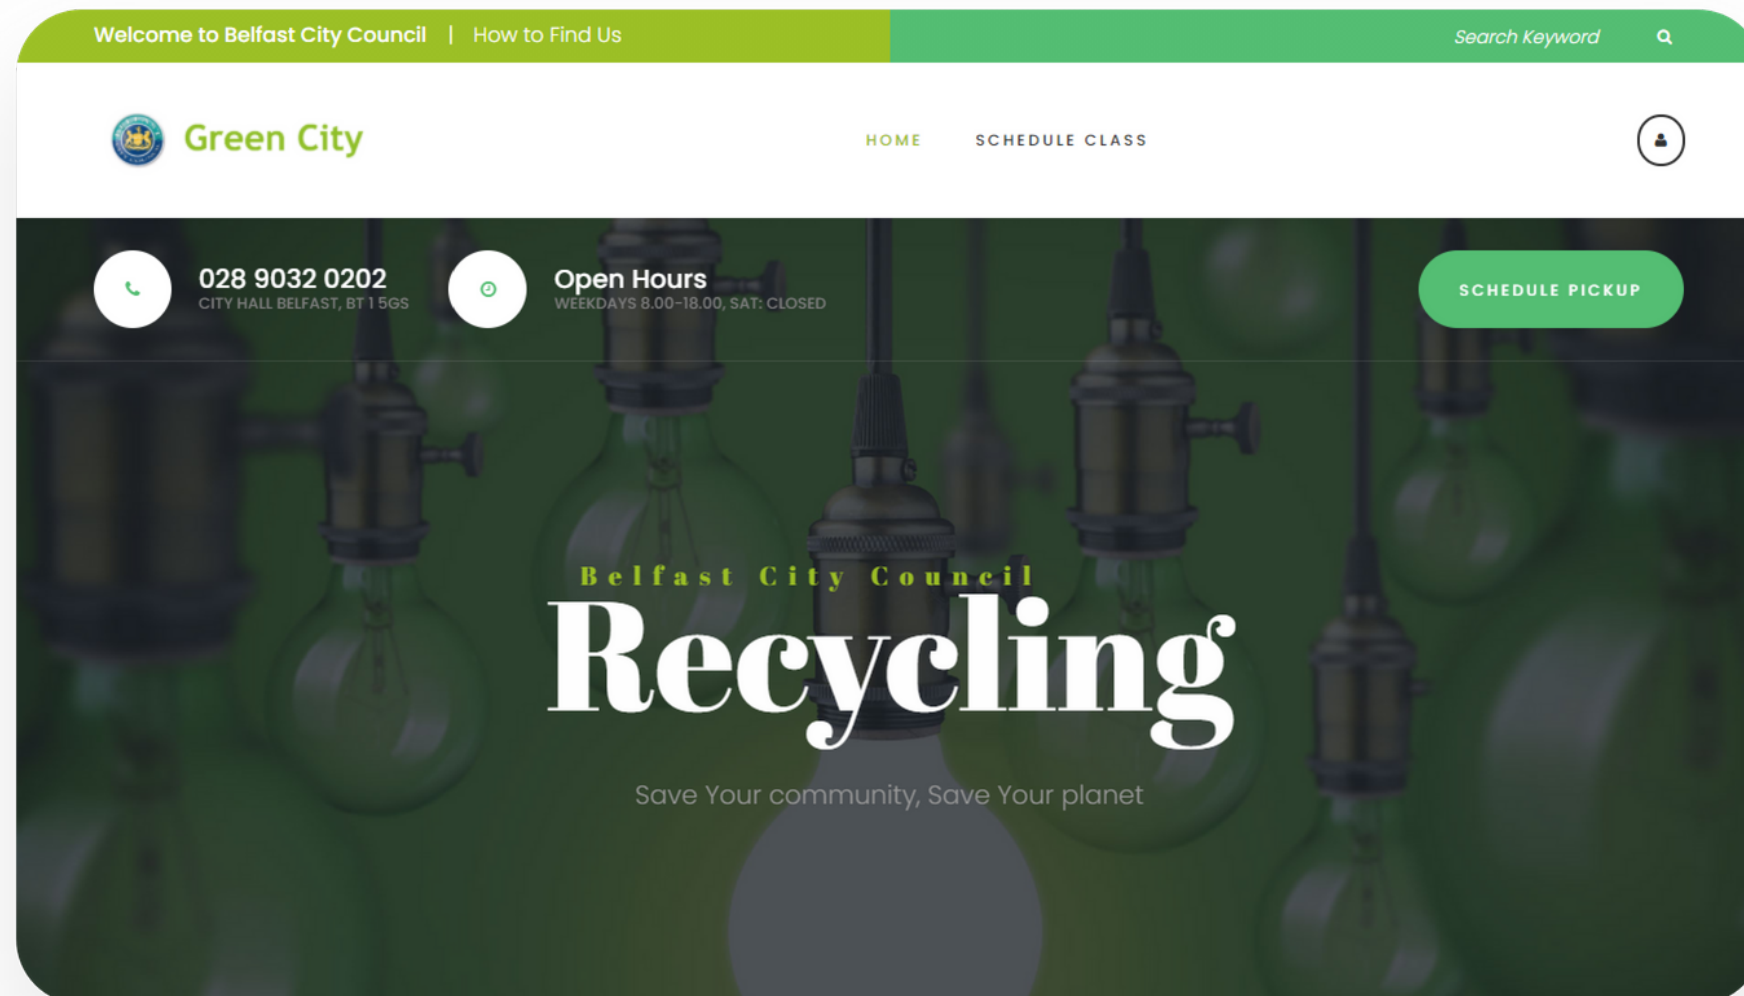 Welcome to Belfast City Council | How to Find Us
Search Keyword
Green City
HOME
SCHEDULE CLASS
028 9032 0202
CITY HALL BELFAST, BT 1 5GS
Open Hours
WEEKDAYS 8.00-18.00, SAT: CLOSED
SCHEDULE PICKUP
Belfast City Council
Recycling
Save Your community, Save Your planet